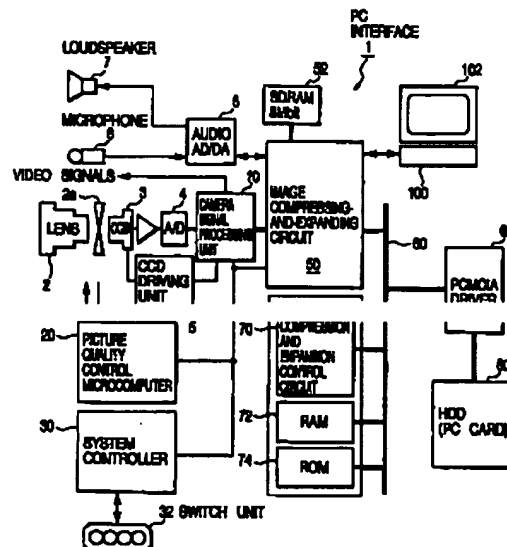 PC
INTERFACE
1
LOUDSPEAKER
7
52
102
SDRAM
MICROPHONE
6
AUDIO
AD/DA
100
VIDEO SIGNALS
2a
3
4
10
LENS
CCD
A/D
CAMERA
SIGNAL
PROCESSING
UNIT
IMAGE
COMPRESSING-
AND-EXPANDING
CIRCUIT
50
60
2
CCD
DRIVING
UNIT
PCMCIA
DRIVER
5
20
PICTURE
QUALITY
CONTROL
MICROCOMPUTER
70
COMPRESSION
AND
EXPANSION
CONTROL
CIRCUIT
30
SYSTEM
CONTROLLER
72
RAM
HDD
(PC CARD)
74
ROM
32 SWITCH UNIT